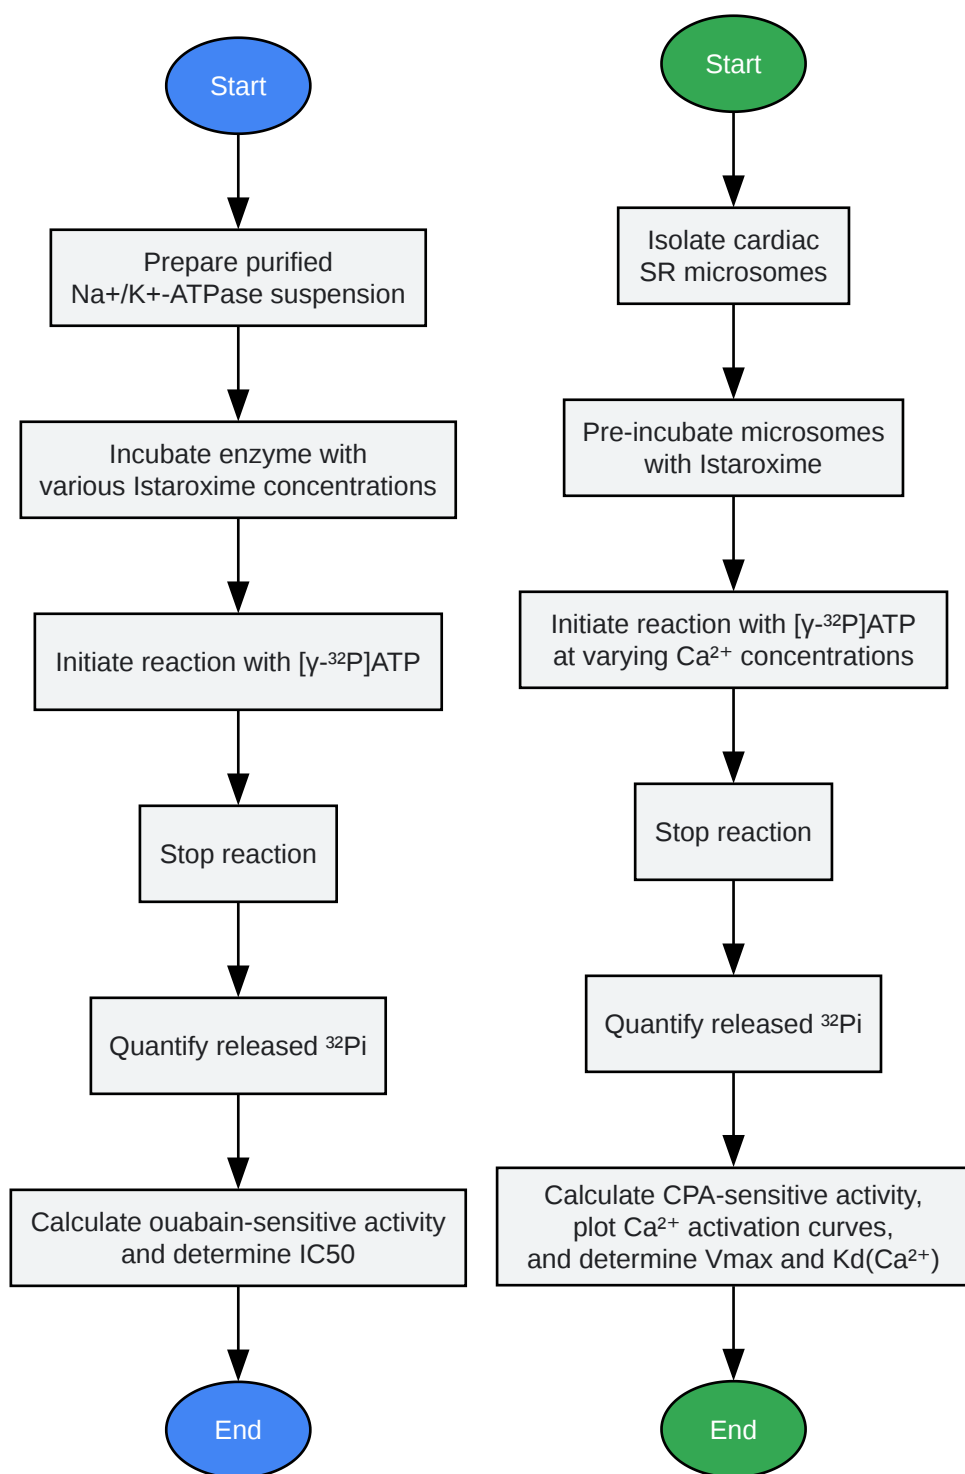 Start
Prepare purified
Na+/K+-ATPase suspension
Incubate enzyme with
various Istaroxime concentrations
Initiate reaction with [γ-³²P]ATP
Stop reaction
Quantify released ³²Pi
Calculate ouabain-sensitive activity
and determine IC50
End
Start
Isolate cardiac
SR microsomes
Pre-incubate microsomes
with Istaroxime
Initiate reaction with [γ-³²P]ATP
at varying Ca²⁺ concentrations
Stop reaction
Quantify released ³²Pi
Calculate CPA-sensitive activity,
plot Ca²⁺ activation curves,
and determine Vmax and Kd(Ca²⁺)
End